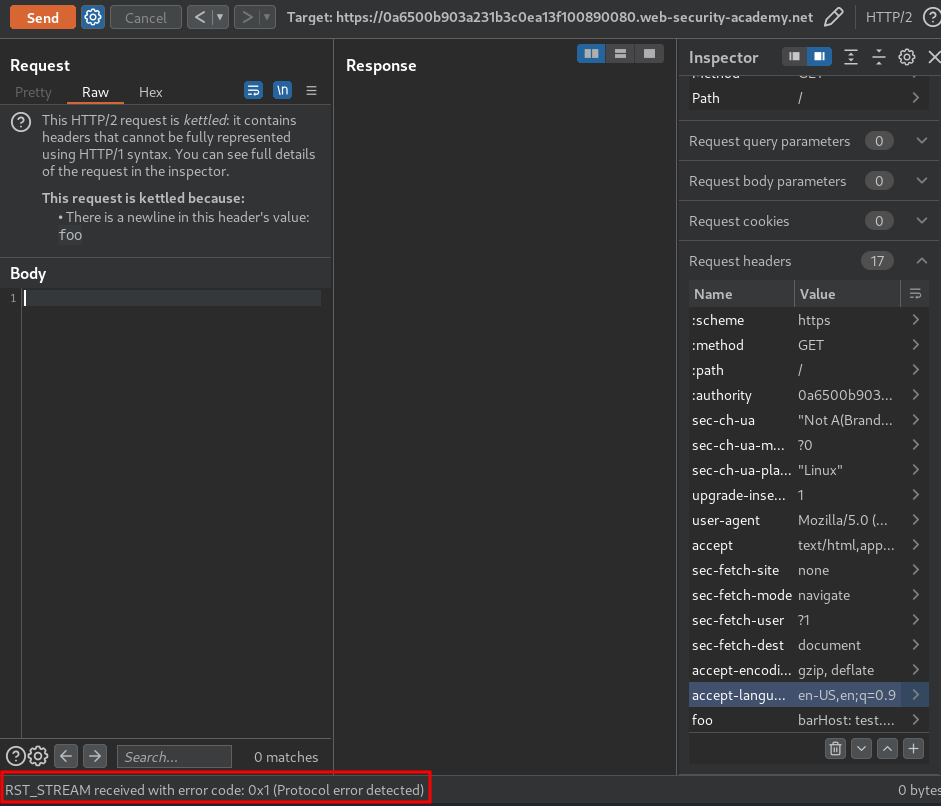 Send Cancel < > Target: https://0a6500b903a231b3c0ea13f100890080.web-security-academy.net HTTP/2
Request
Pretty Raw Hex \n
This HTTP/2 request is kettled: it contains
headers that cannot be fully represented
using HTTP/1 syntax. You can see full details
of the request in the inspector.
This request is kettled because:
• There is a newline in this header's value:
foo
Body
1
Search... 0 matches
Response
Inspector
Method GET
Path /
Request query parameters 0
Request body parameters 0
Request cookies 0
Request headers 17
Name Value
:scheme https
:method GET
:path /
:authority 0a6500b903...
sec-ch-ua "Not A(Brand...
sec-ch-ua-m... ?0
sec-ch-ua-pla... "Linux"
upgrade-inse... 1
user-agent Mozilla/5.0 (...
accept text/html,app...
sec-fetch-site none
sec-fetch-mode navigate
sec-fetch-user ?1
sec-fetch-dest document
accept-encodi... gzip, deflate
accept-langu... en-US,en;q=0.9
foo barHost: test....
RST_STREAM received with error code: 0x1 (Protocol error detected) 0 bytes